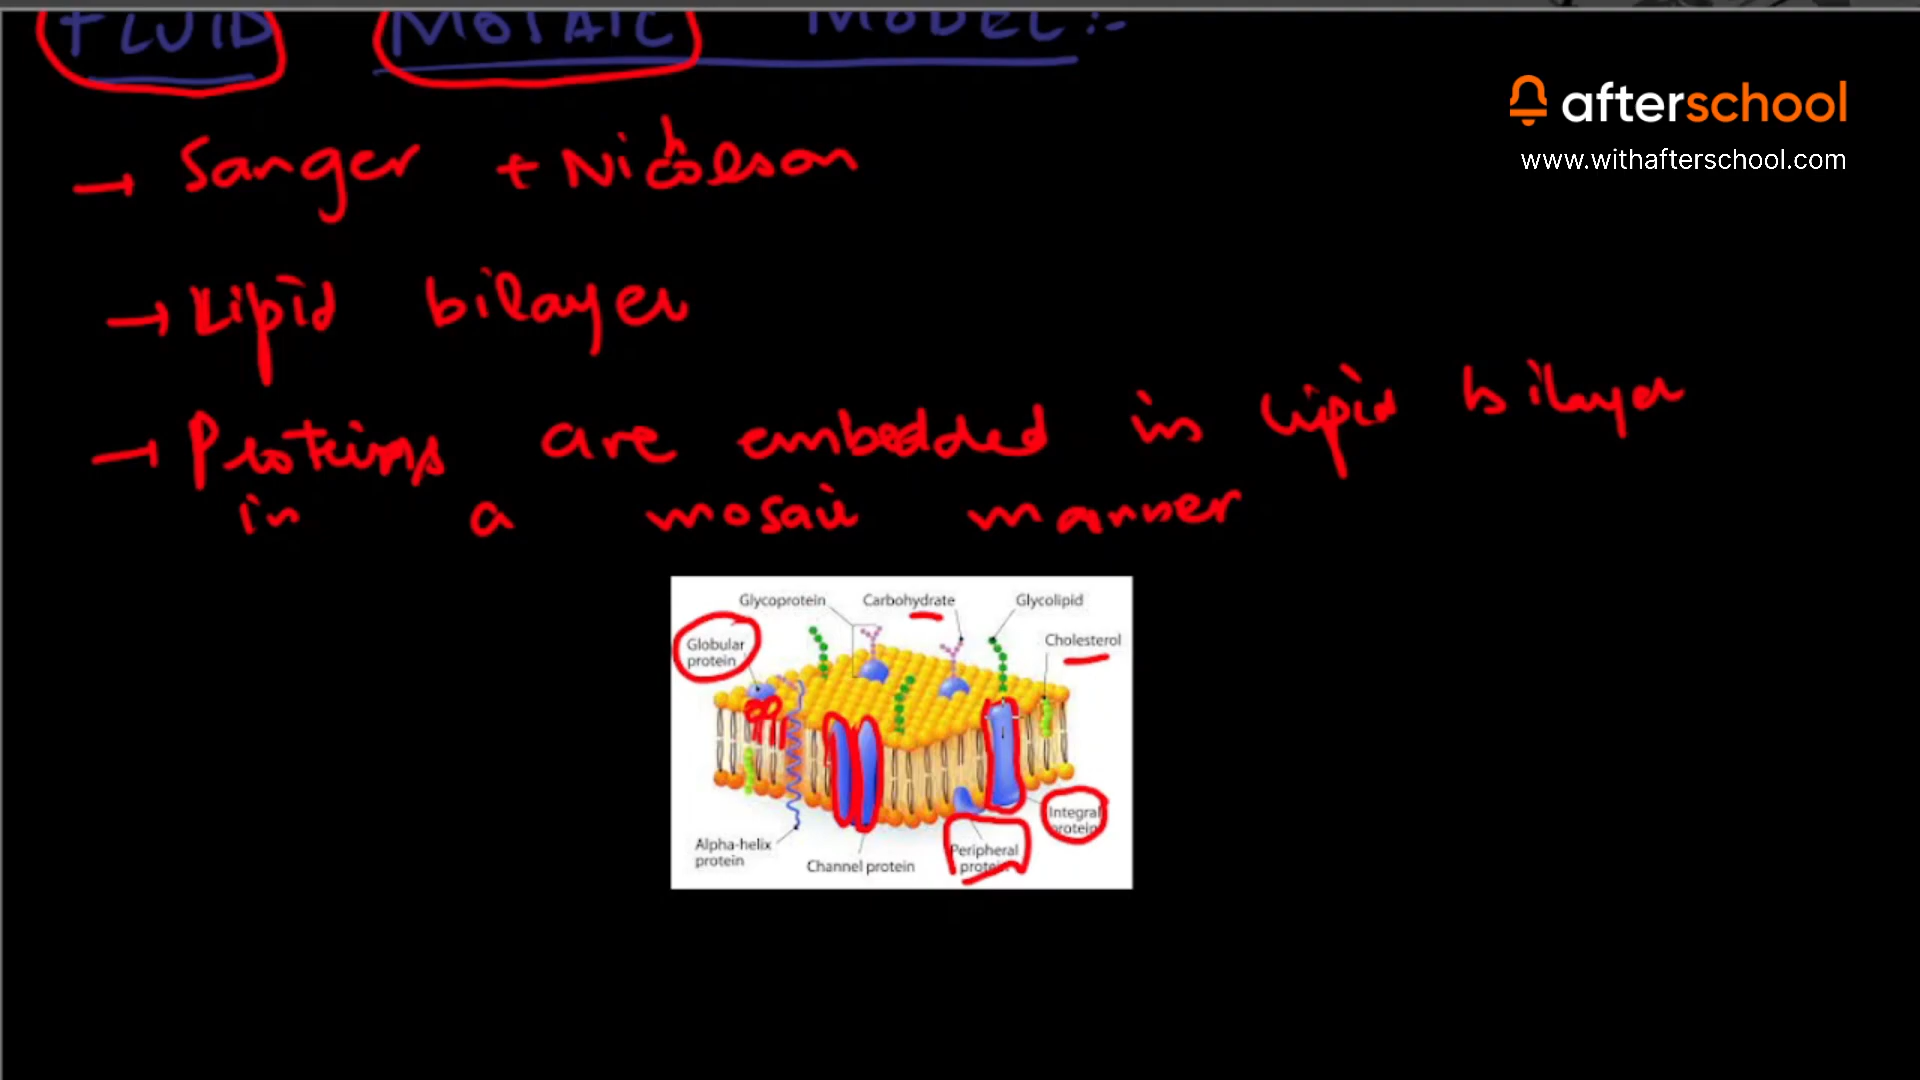 FLUID MOSAIC MODEL :-
afterschool
www.withafterschool.com
→ Sanger + Nicholson
→ Lipid bilayer
→ Proteins are embedded in lipid bilayer
in a mosaic manner
Glycoprotein Carbohydrate Glycolipid
Globular protein
Cholesterol
Integral protein
Alpha-helix protein
Channel protein
Peripheral protein